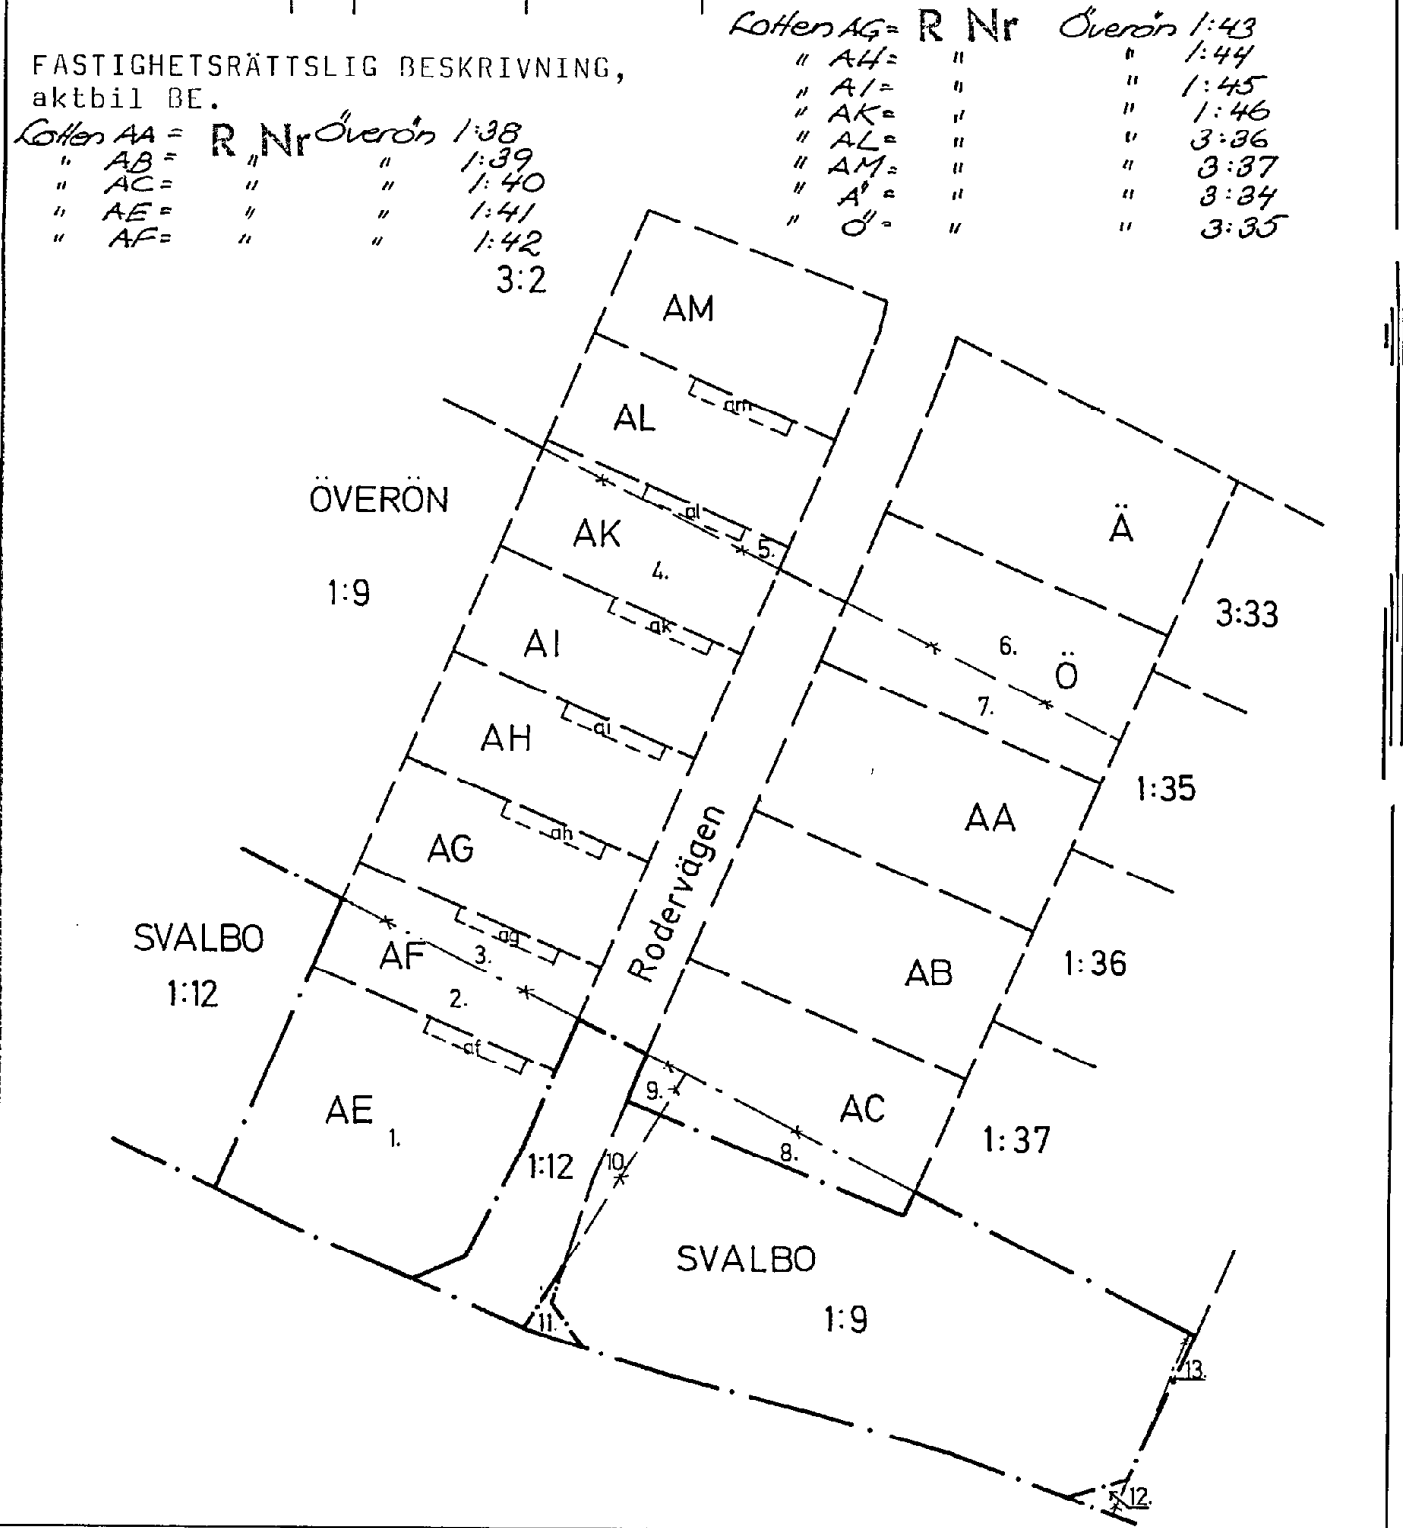 FASTIGHETSRÄTTSLIG BESKRIVNING,
aktbil BE.
Lotten AA = R Nr Överön 1:38
" AB = " " 1:39
" AC = " " 1:40
" AE = " " 1:41
" AF = " " 1:42
Lotten AG = R Nr Överön 1:43
" AH = " " 1:44
" AI = " " 1:45
" AK = " " 1:46
" AL = " " 3:36
" AM = " " 3:37
" Ä = " " 3:34
" Ö = " " 3:35
3:2
AM
am
AL
ÖVERÖN
1:9
al
AK
5.
4.
Ä
3:33
ak
AI
6.
Ö
7.
ai
AH
1:35
AA
ah
AG
Rodervägen
SVALBO
1:12
ag
AF
3.
2.
AB
1:36
af
AE
1.
9.
AC
1:37
8.
1:12
10.
SVALBO
1:9
11.
13.
12.